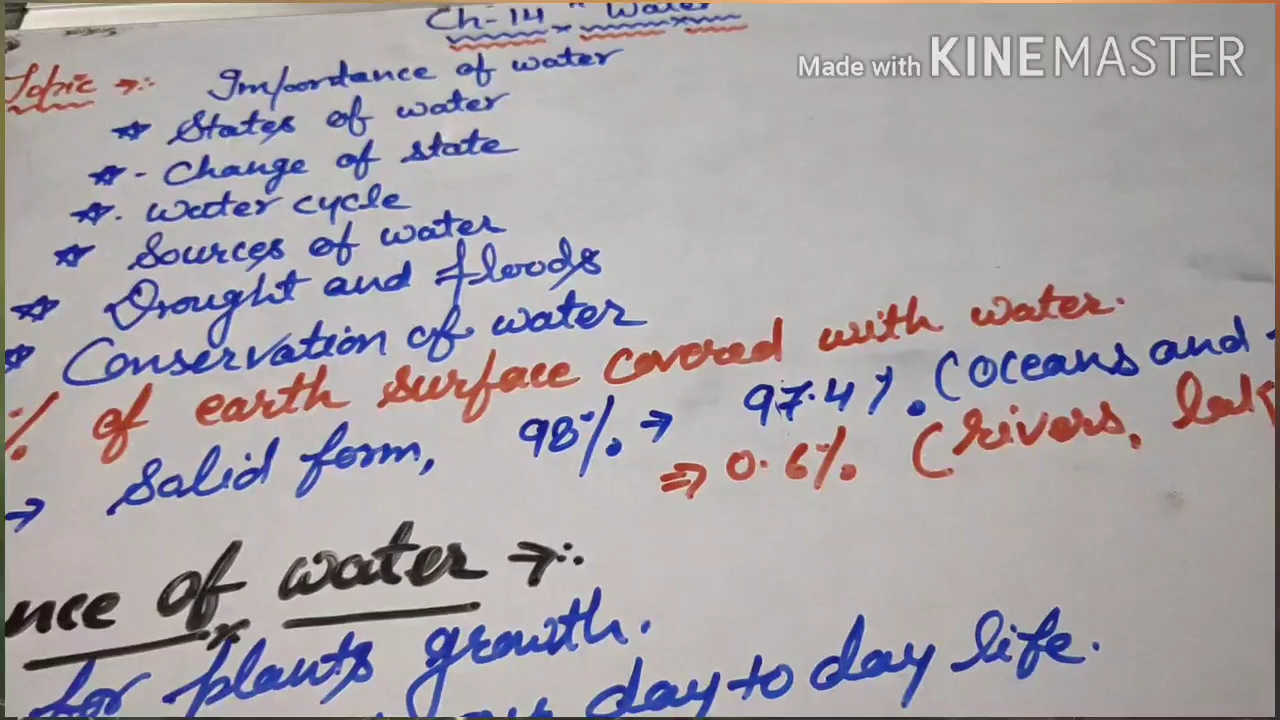 Ch-14 "Water"
Made with KINEMASTER
Topic →:- Importance of water
☆ States of water
☆ - Change of state
☆. Water cycle
☆ Sources of water
☆ Drought and floods
☆ Conservation of water
% of earth surface covered with water.
→ Salid form, 98% → 97.4%. (oceans and
⇒ 0.6% (rivers,
nce of water →:-
for plants growth.
day to day life.